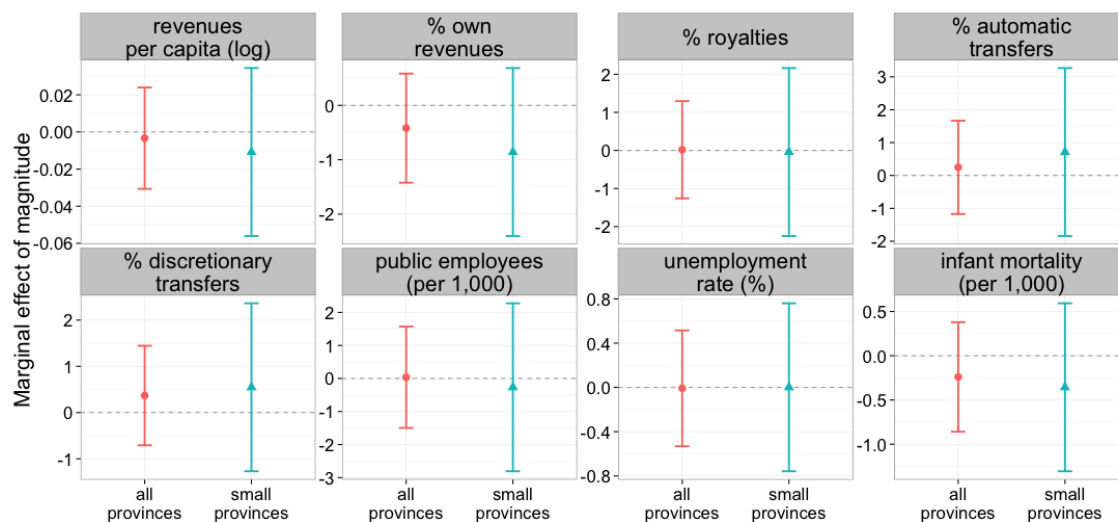 revenues
per capita (log)
% own
revenues
% royalties
% automatic
transfers
Marginal effect of magnitude
0.02
0.00
-0.02
-0.04
-0.06
0
-1
-2
2
1
0
-1
-2
3
2
1
0
-1
-2
% discretionary
transfers
public employees
(per 1,000)
unemployment
rate (%)
infant mortality
(per 1,000)
2
1
0
-1
2
1
0
-1
-2
-3
0.8
0.4
0.0
-0.4
-0.8
0.5
0.0
-0.5
-1.0
all
provinces
small
provinces
all
provinces
small
provinces
all
provinces
small
provinces
all
provinces
small
provinces